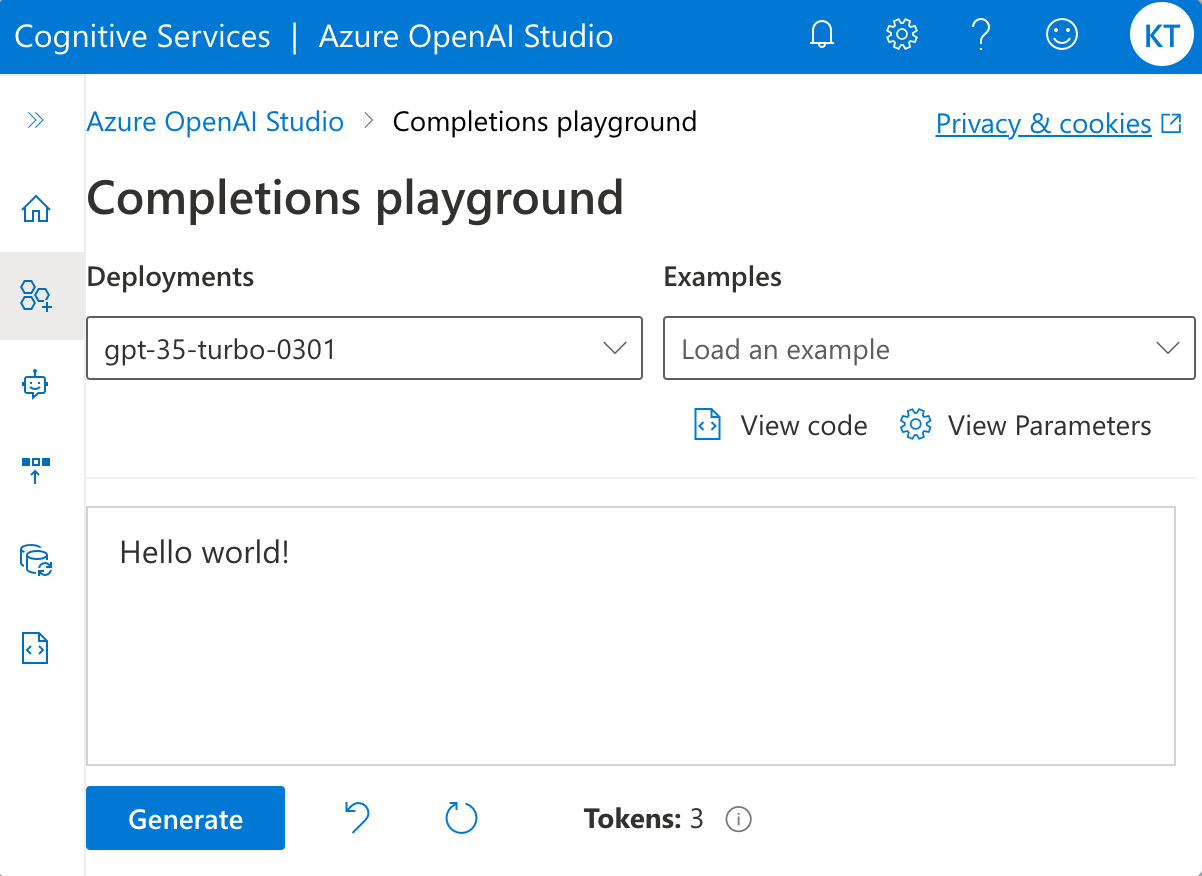 Cognitive Services | Azure OpenAI Studio
KT
Azure OpenAI Studio > Completions playground
Privacy & cookies
Completions playground
Deployments
Examples
gpt-35-turbo-0301
Load an example
View code
View Parameters
Hello world!
Generate
Tokens: 3